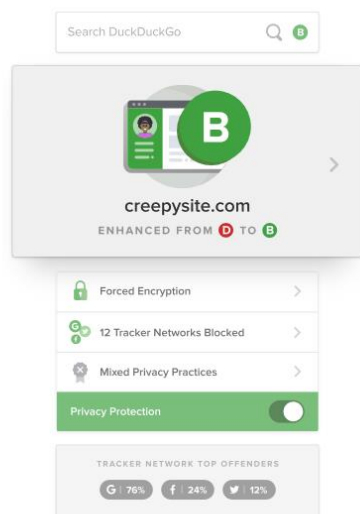 Search DuckDuckGo
B
B
creepysite.com
ENHANCED FROM D TO B
Forced Encryption
G
f
12 Tracker Networks Blocked
Mixed Privacy Practices
Privacy Protection
TRACKER NETWORK TOP OFFENDERS
G 76% f 24% 12%